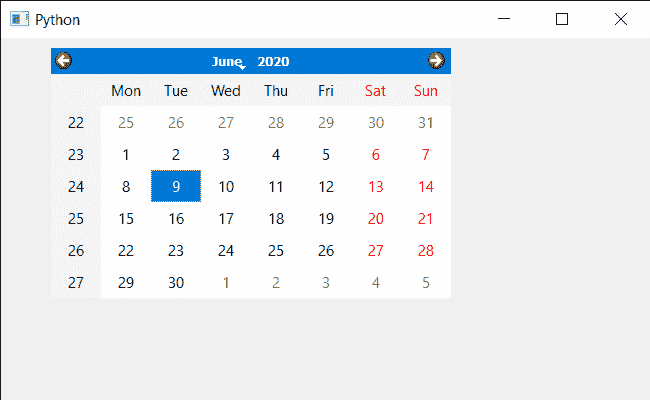 Python
June 2020
Mon Tue Wed Thu Fri Sat Sun
22 25 26 27 28 29 30 31
23 1 2 3 4 5 6 7
24 8 9 10 11 12 13 14
25 15 16 17 18 19 20 21
26 22 23 24 25 26 27 28
27 29 30 1 2 3 4 5